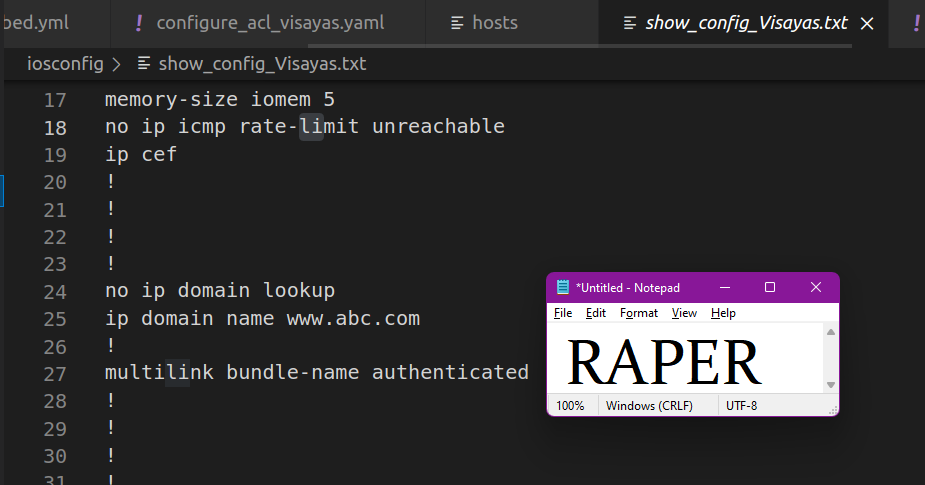 bed.yml ! configure_acl_visayas.yaml hosts show_config_Visayas.txt !
iosconfig > show_config_Visayas.txt
17 memory-size iomem 5
18 no ip icmp rate-limit unreachable
19 ip cef
20 !
21 !
22 !
23 !
24 no ip domain lookup
25 ip domain name www.abc.com
26 !
27 multilink bundle-name authenticated
28 !
29 !
30 !
31 !
*Untitled - Notepad
File Edit Format View Help
RAPER
100% Windows (CRLF) UTF-8